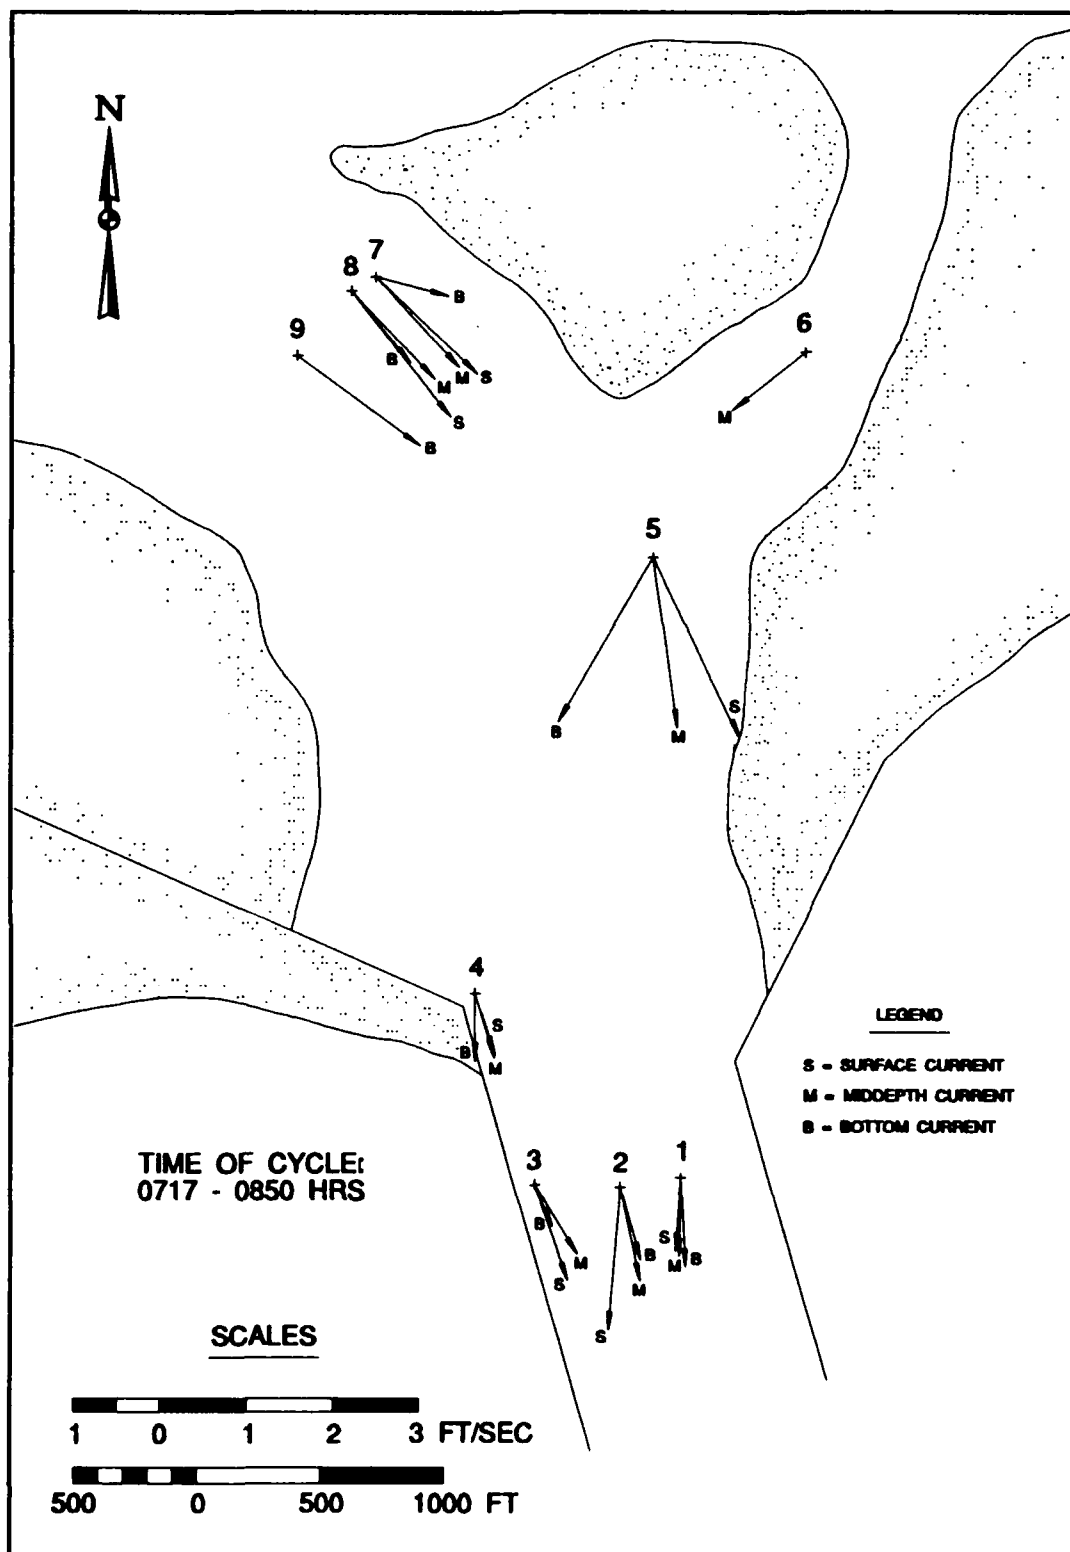 N
7
8
B
9
6
B
M
M
S
S
M
B
5
S
B
M
4
S
B
M
LEGEND
S - SURFACE CURRENT
M - MIDDEPTH CURRENT
B - BOTTOM CURRENT
TIME OF CYCLE:
0717 - 0850 HRS
3
2
1
B
S
M
B
B
M
S
M
S
SCALES
1 0 1 2 3 FT/SEC
500 0 500 1000 FT